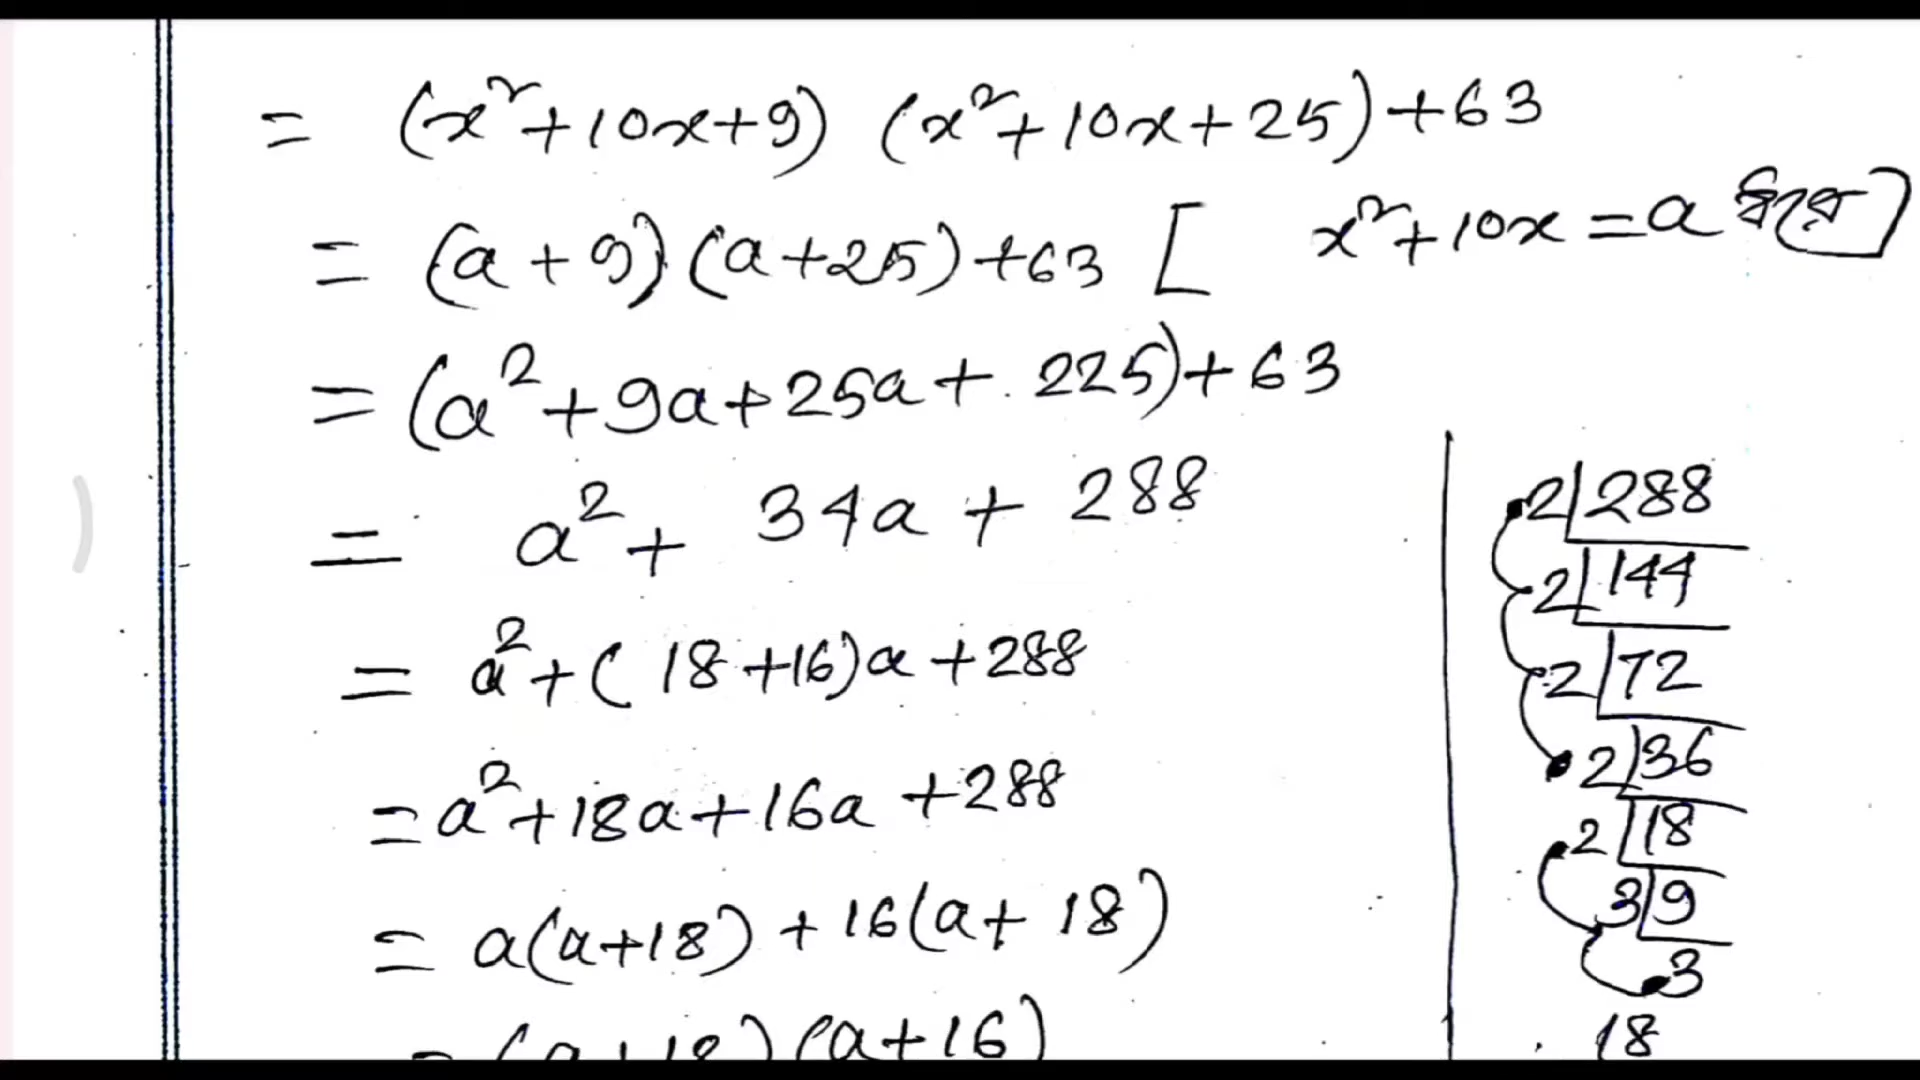 = (x²+10x+9) (x²+10x+25)+63
= (a+9)(a+25)+63 [ x²+10x=a ]
= (a²+9a+25a+225)+63
= a²+34a+288
= a²+(18+16)a+288
= a²+18a+16a+288
= a(a+18)+16(a+18)
= (a+18)(a+16)
2|288
2|144
2|72
2|36
2|18
3|9
3
18